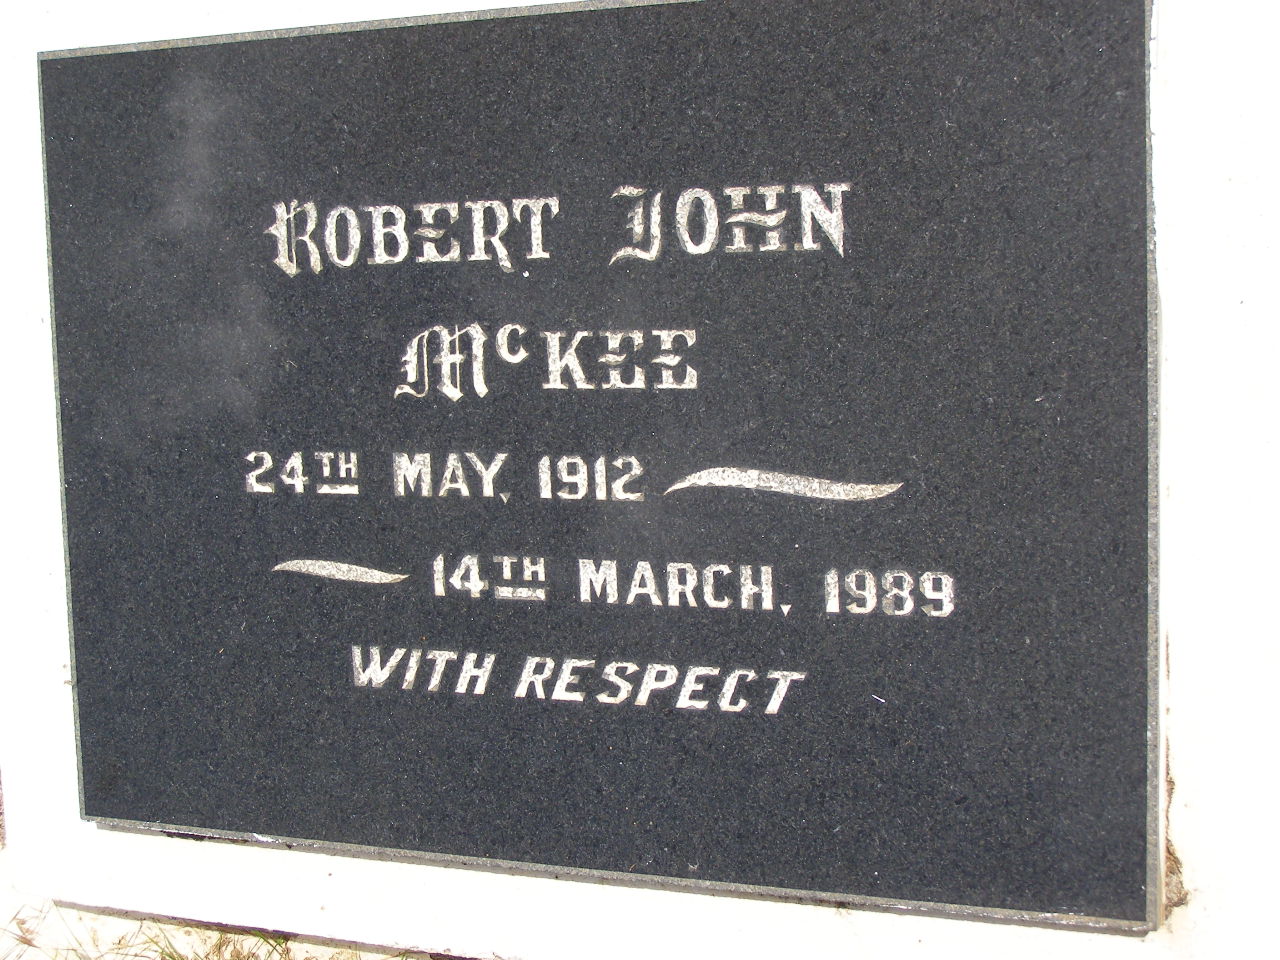 ROBERT JOHN
McKEE
24TH MAY, 1912
14TH MARCH, 1989
WITH RESPECT